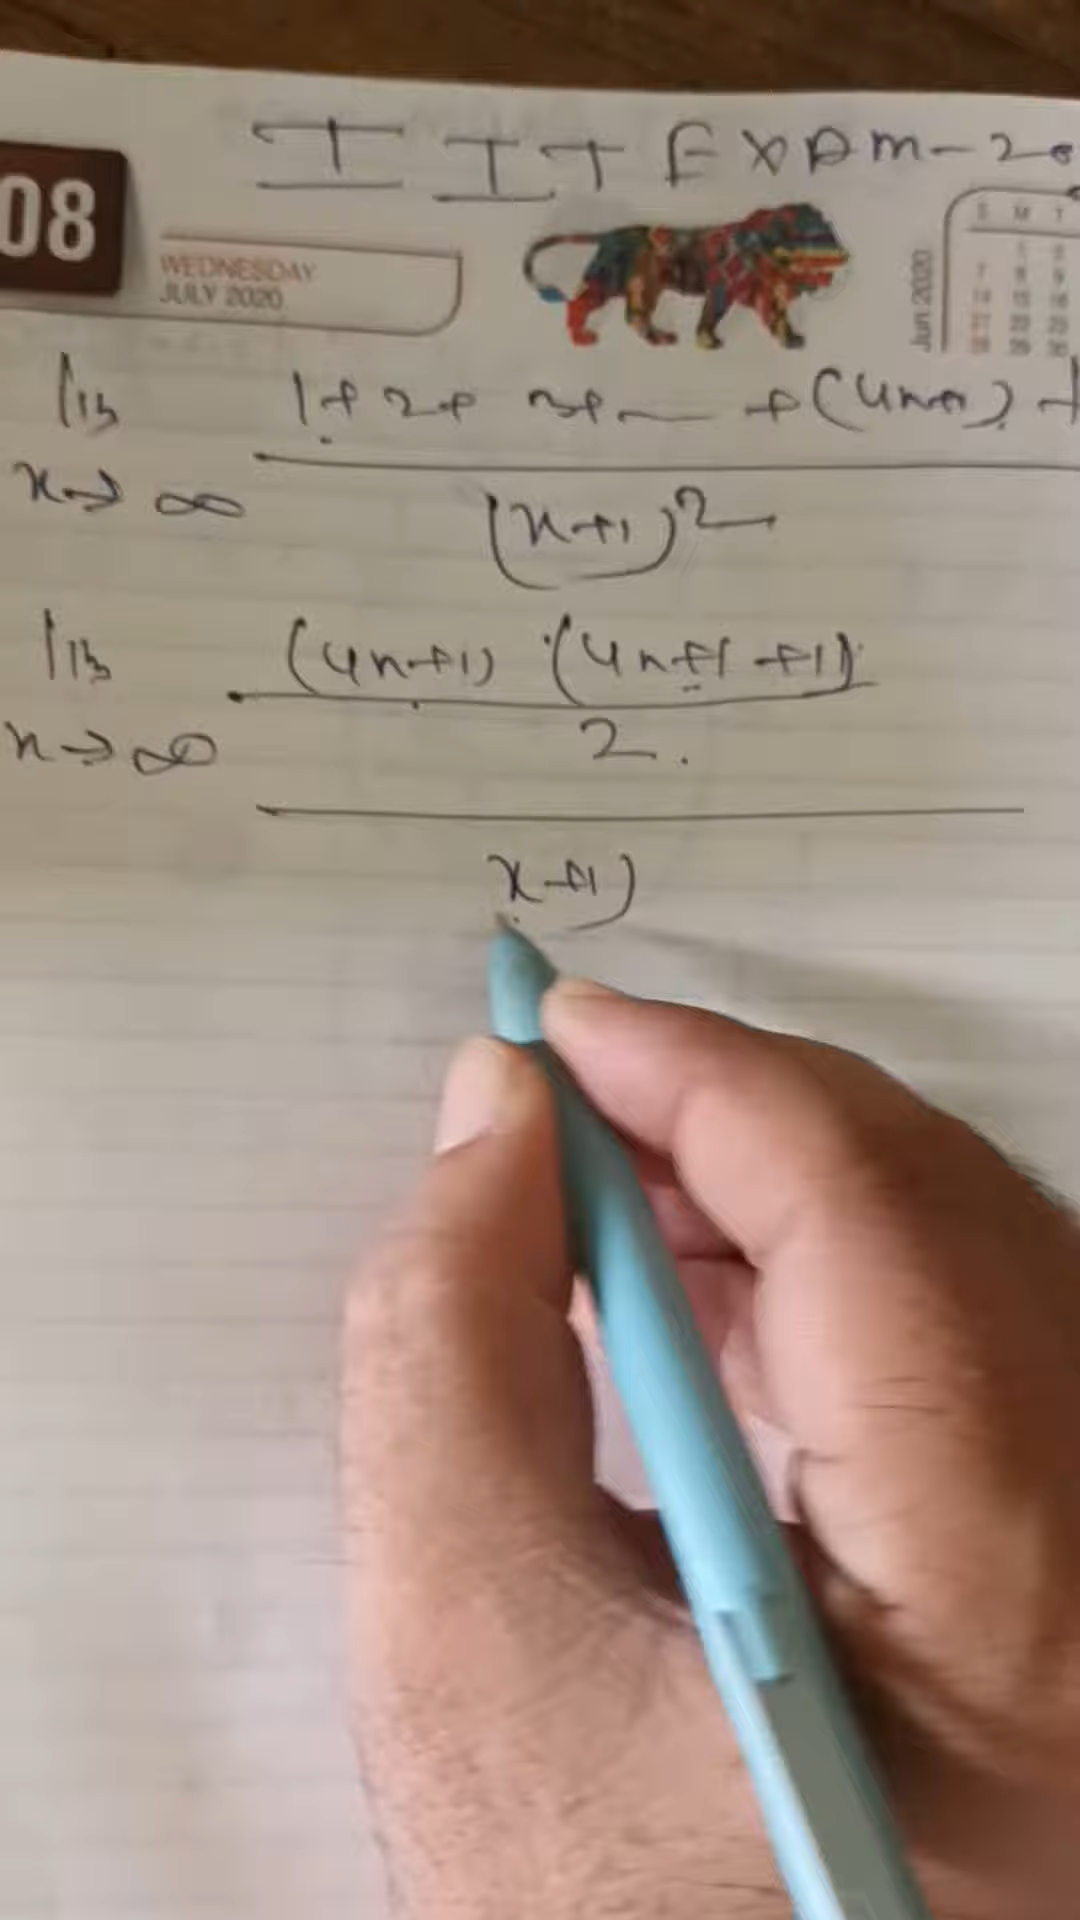 IIT EXAM-20
08
WEDNESDAY
JULY 2020
Jun 2020
S M T
lim 1+2+3+ — +(4n+1) +
x→∞ (x+1)²
lim (4n+1) (4n+1+1)
n→∞ 2.
x+1)